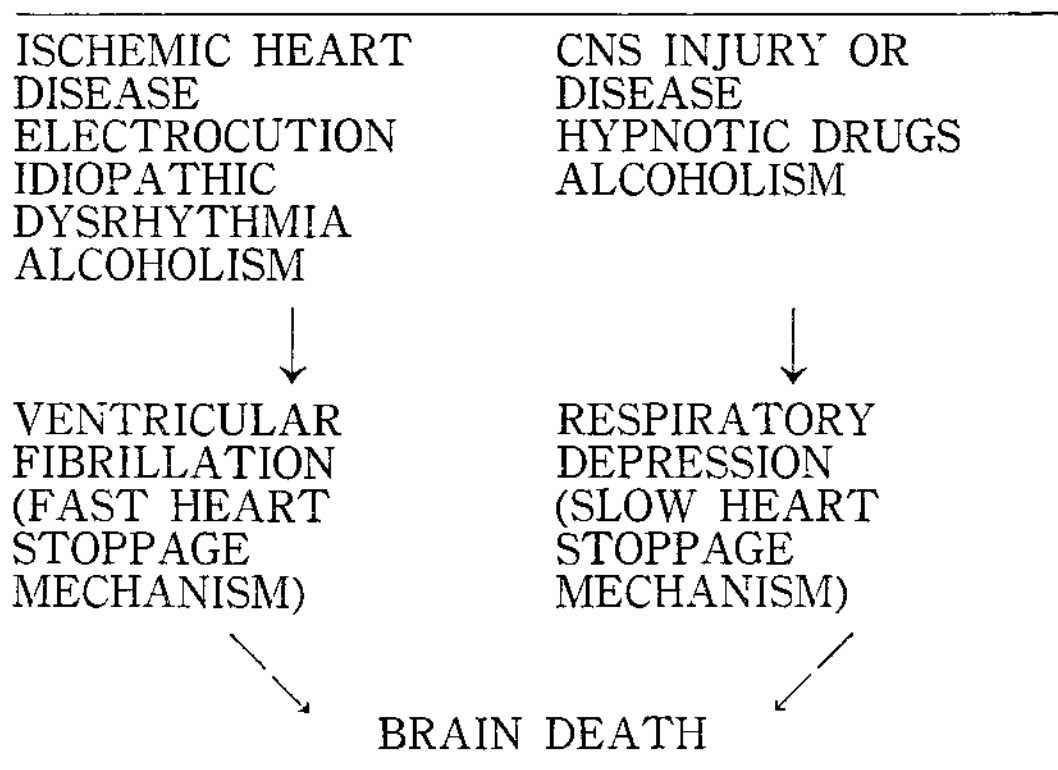 ISCHEMIC HEART
DISEASE
ELECTROCUTION
IDIOPATHIC
DYSRHYTHMIA
ALCOHOLISM
CNS INJURY OR
DISEASE
HYPNOTIC DRUGS
ALCOHOLISM
VENTRICULAR
FIBRILLATION
(FAST HEART
STOPPAGE
MECHANISM)
RESPIRATORY
DEPRESSION
(SLOW HEART
STOPPAGE
MECHANISM)
BRAIN DEATH